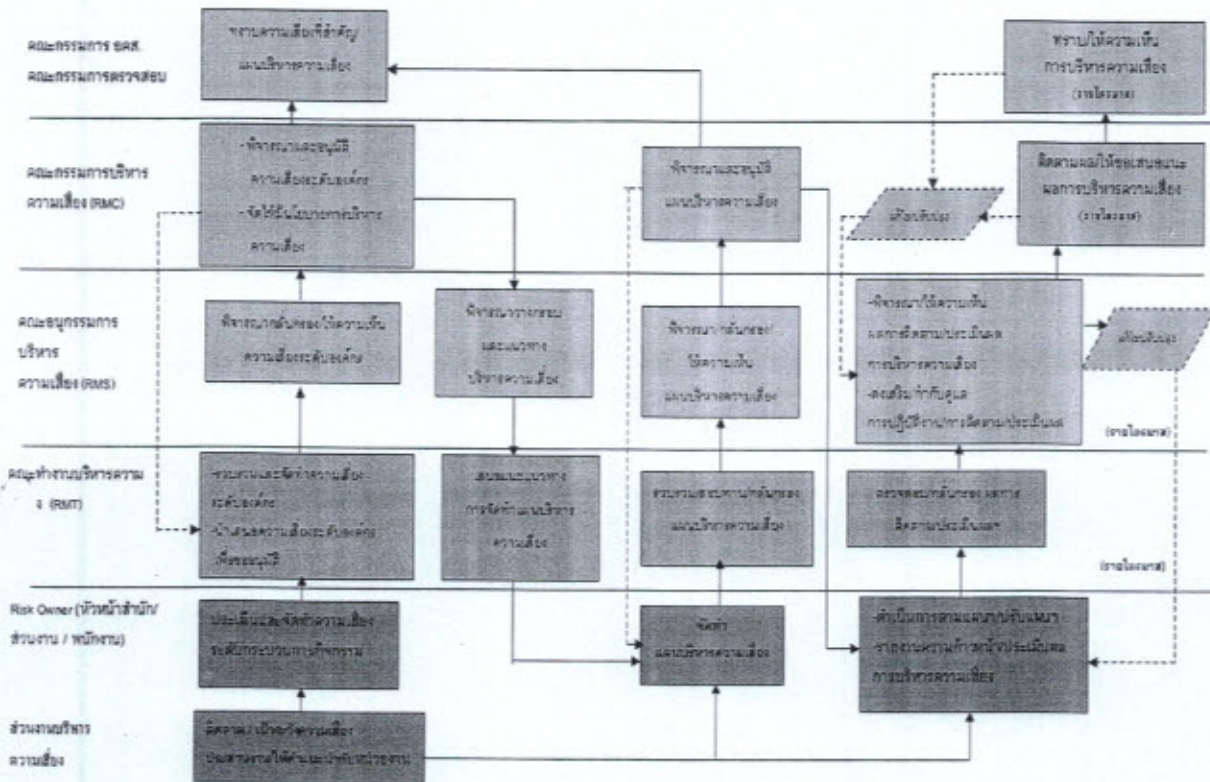 คณะกรรมการ อคส.
คณะกรรมการตรวจสอบ
ทราบความเสี่ยงที่สำคัญ/
แผนบริหารความเสี่ยง
ทราบ/ให้ความเห็น
การบริหารความเสี่ยง
(รายไตรมาส)
คณะกรรมการบริหาร
ความเสี่ยง (RMC)
-พิจารณาและอนุมัติ
ความเสี่ยงระดับองค์กร
พิจารณาและอนุมัติ
แผนบริหารความเสี่ยง
แก้ไข/ปรับปรุง
ติดตามผล/ให้ข้อเสนอแนะ
ผลการบริหารความเสี่ยง
(รายไตรมาส)
คณะอนุกรรมการ
บริหาร
ความเสี่ยง (RMS)
พิจารณา/กลั่นกรอง/ให้ความเห็น
ความเสี่ยงระดับองค์กร
พิจารณาวางกรอบ
และแนวทาง
บริหารความเสี่ยง
พิจารณา/กลั่นกรอง/
ให้ความเห็น
แผนบริหารความเสี่ยง
-พิจารณา/ให้ความเห็น
ผลการติดตาม/ประเมินผล
การบริหารความเสี่ยง
-ส่งเสริม/กำกับดูแล
การปฏิบัติงาน/การติดตาม/ประเมินผล
แก้ไข/ปรับปรุง
(รายไตรมาส)
คณะทำงานบริหารความ
ง (RMT)
-รวบรวมและจัดทำความเสี่ยง
ระดับองค์กร
-นำเสนอความเสี่ยงระดับองค์กร
เพื่อขออนุมัติ
เสนอแนะแนวทาง
การจัดทำแผนบริหาร
ความเสี่ยง
รวบรวม/สอบทาน/กลั่นกรอง
แผนบริหารความเสี่ยง
ตรวจสอบ/กลั่นกรอง ผลการ
ติดตามประเมินผลฯ
(รายไตรมาส)
Risk Owner (หัวหน้าสำนัก/
ส่วนงาน / พนักงาน)
ประเมินและจัดทำความเสี่ยง
ระดับกระบวนการ/กิจกรรม
จัดทำ
แผนบริหารความเสี่ยง
-ดำเนินการตามแผนฯ/ปรับแผนฯ
-รายงานความก้าวหน้า/ประเมินผล
การบริหารความเสี่ยง
ส่วนงานบริหาร
ความเสี่ยง
ติดตาม / เฝ้าระวังความเสี่ยง
ประสานงาน/ให้คำแนะนำกับหน่วยงาน